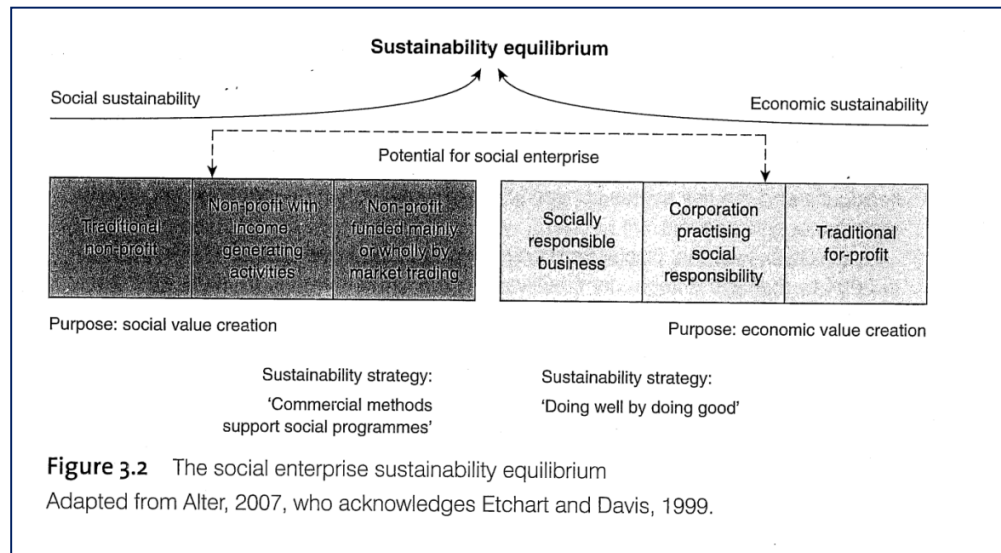 Sustainability equilibrium
Social sustainability
Economic sustainability
Potential for social enterprise
Traditional
non-profit
Non-profit with
income
generating
activities
Non-profit
funded mainly
or wholly by
market trading
Socially
responsible
business
Corporation
practising
social
responsibility
Traditional
for-profit
Purpose: social value creation
Purpose: economic value creation
Sustainability strategy:
'Commercial methods
support social programmes'
Sustainability strategy:
'Doing well by doing good'
Figure 3.2 The social enterprise sustainability equilibrium
Adapted from Alter, 2007, who acknowledges Etchart and Davis, 1999.